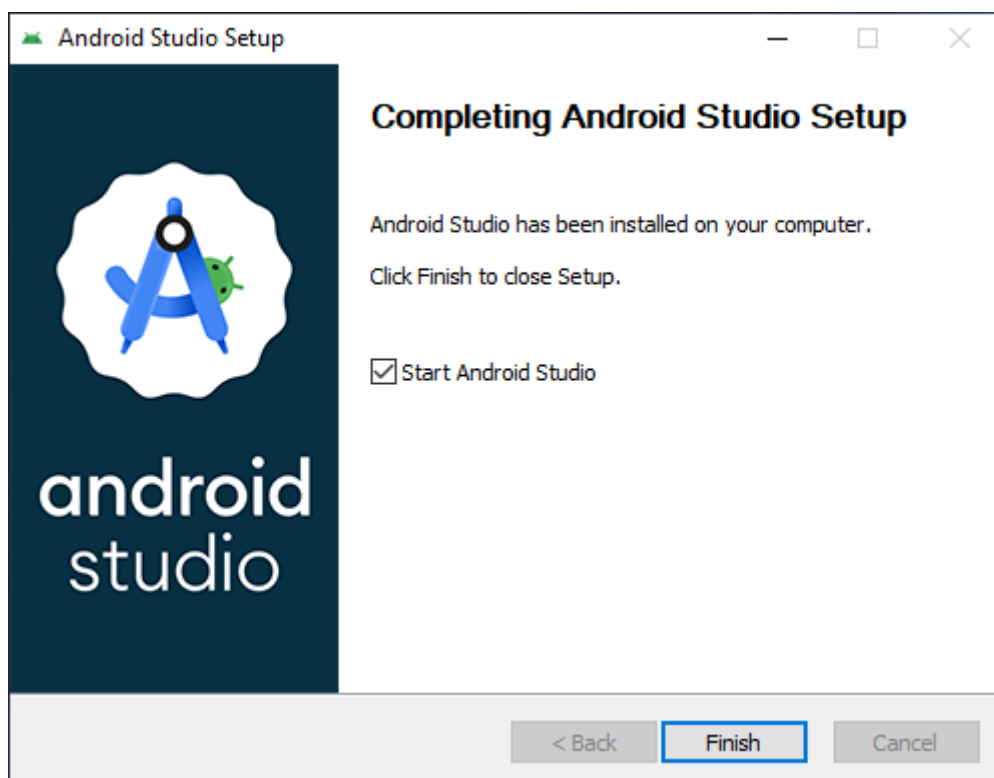 Android Studio Setup
Completing Android Studio Setup
Android Studio has been installed on your computer.
Click Finish to close Setup.
Start Android Studio
android
studio
< Back
Finish
Cancel